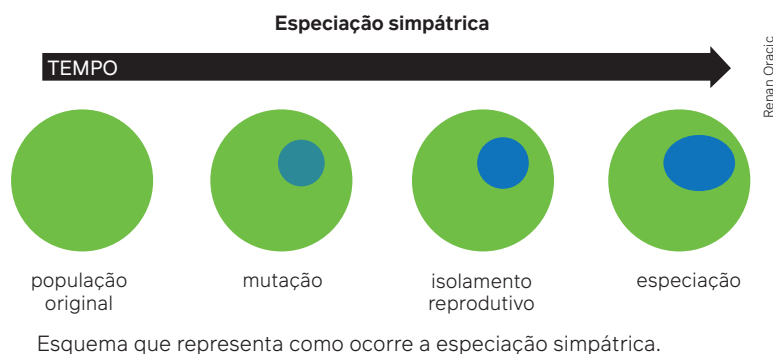 Especiação simpátrica
TEMPO
Renan Oracic
população
original
mutação
isolamento
reprodutivo
especiação
Esquema que representa como ocorre a especiação simpátrica.